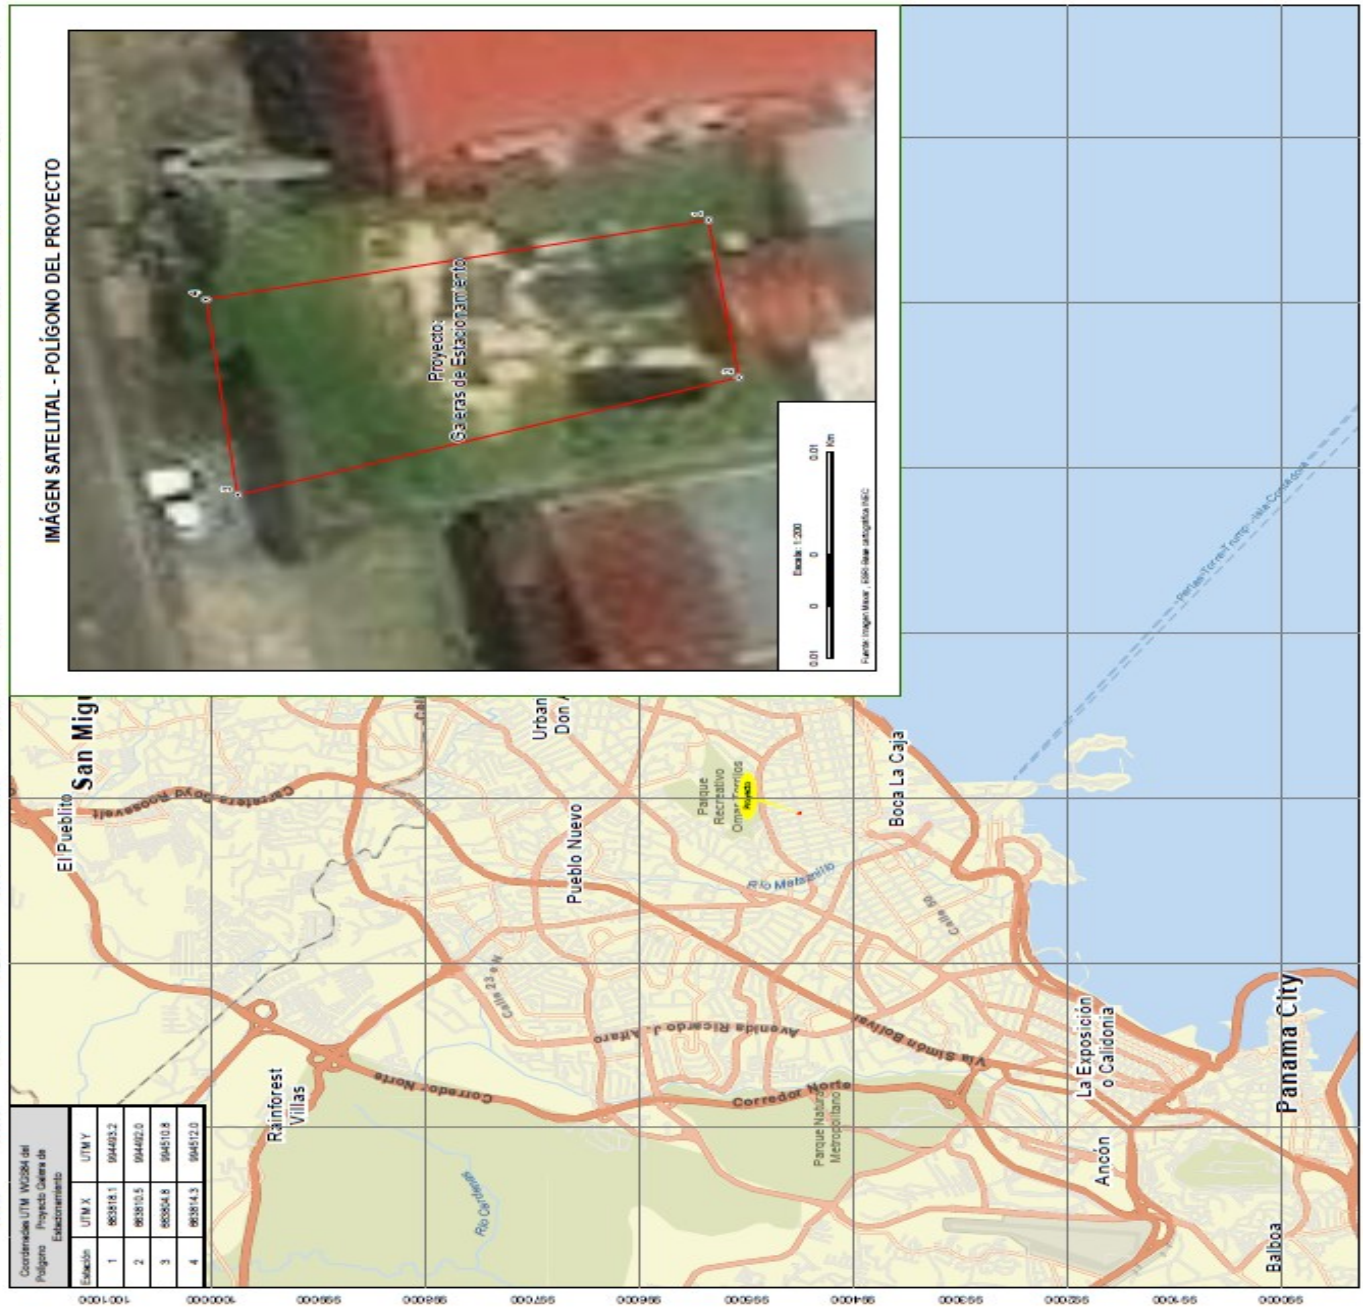 IMÁGEN SATELITAL - POLÍGONO DEL PROYECTO
4
3
1
2
Proyecto:
Galeras de Estacionamiento
Escala: 1:200
0.01 0 0 0.01
Km
Coordenadas UTM WGS84 del
Polígono Proyecto Galera de
Estacionamiento
Estación UTM X UTM Y
1 663818.1 994493.2
2 663810.5 994492.0
3 663804.8 994510.8
4 663814.3 994512.0
El Pueblito
San Migu
Carretera Boyd Roosevelt
Urban
Don A
Pueblo Nuevo
Parque
Recreativo
Omar Torrijos
Proyecto
Boca La Caja
Río Matasnillo
Calle 50
Calle 23 e N
Avenida Ricardo J. Alfaro
Vía Simón Bolívar
Rainforest
Villas
Corredor Norte
Corredor Norte
Parque Natural
Metropolitano
Río Cárdenas
La Exposición
o Calidonia
Ancón
Panama City
Balboa